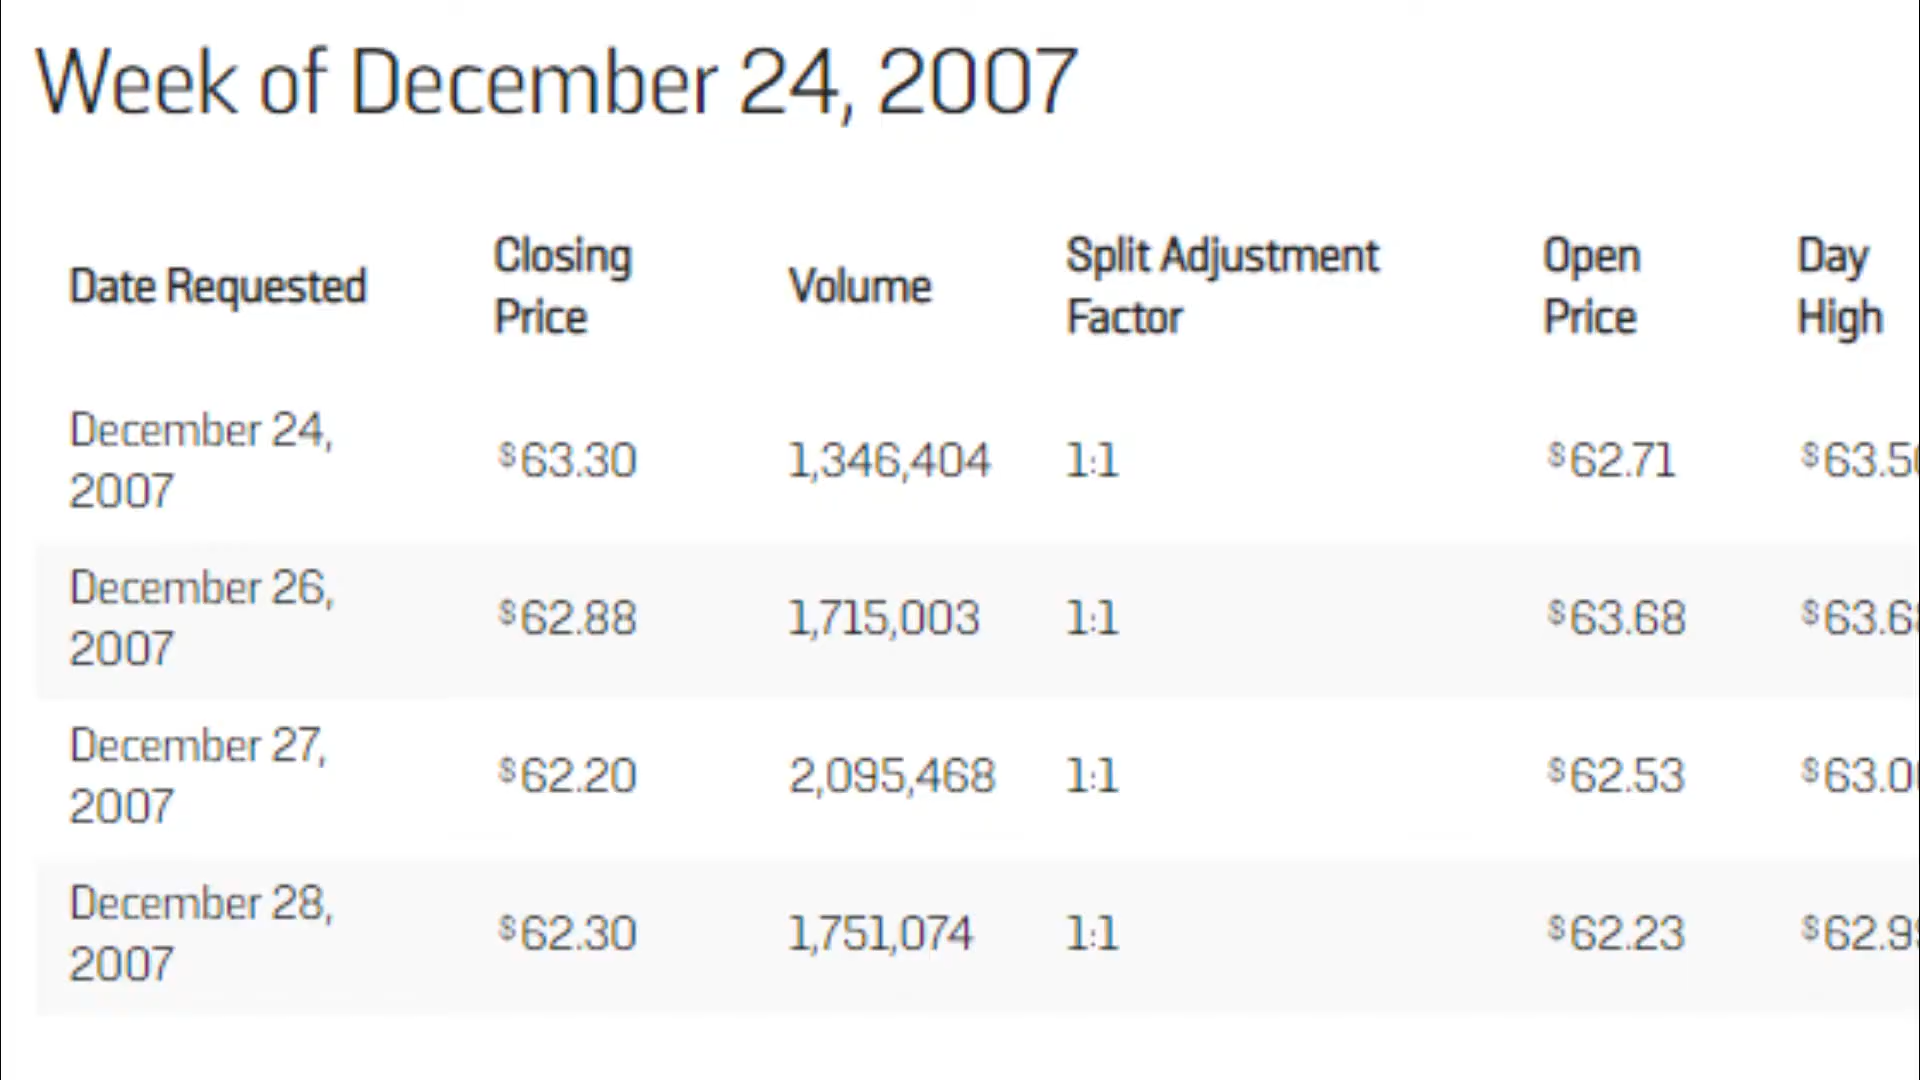 Week of December 24, 2007
Date Requested Closing Price Volume Split Adjustment Factor Open Price Day High
December 24, 2007 $63.30 1,346,404 1:1 $62.71
December 26, 2007 $62.88 1,715,003 1:1 $63.68
December 27, 2007 $62.20 2,095,468 1:1 $62.53
December 28, 2007 $62.30 1,751,074 1:1 $62.23